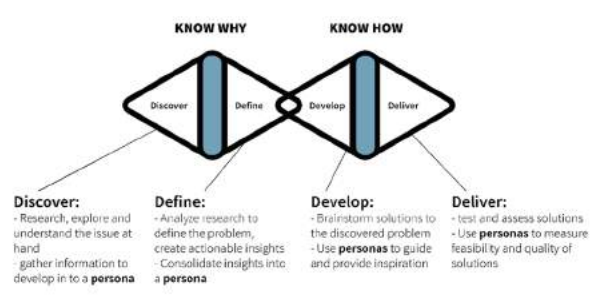 KNOW WHY
KNOW HOW
Discover
Define
Develop
Deliver
Discover:
- Research, explore and
understand the issue at
hand
- gather information to
develop in to a persona
Define:
- Analyze research to
define the problem,
create actionable insights
- Consolidate insights into
a persona
Develop:
- Brainstorm solutions to
the discovered problem
- Use personas to guide
and provide inspiration
Deliver:
- test and assess solutions
- Use personas to measure
feasibility and quality of
solutions